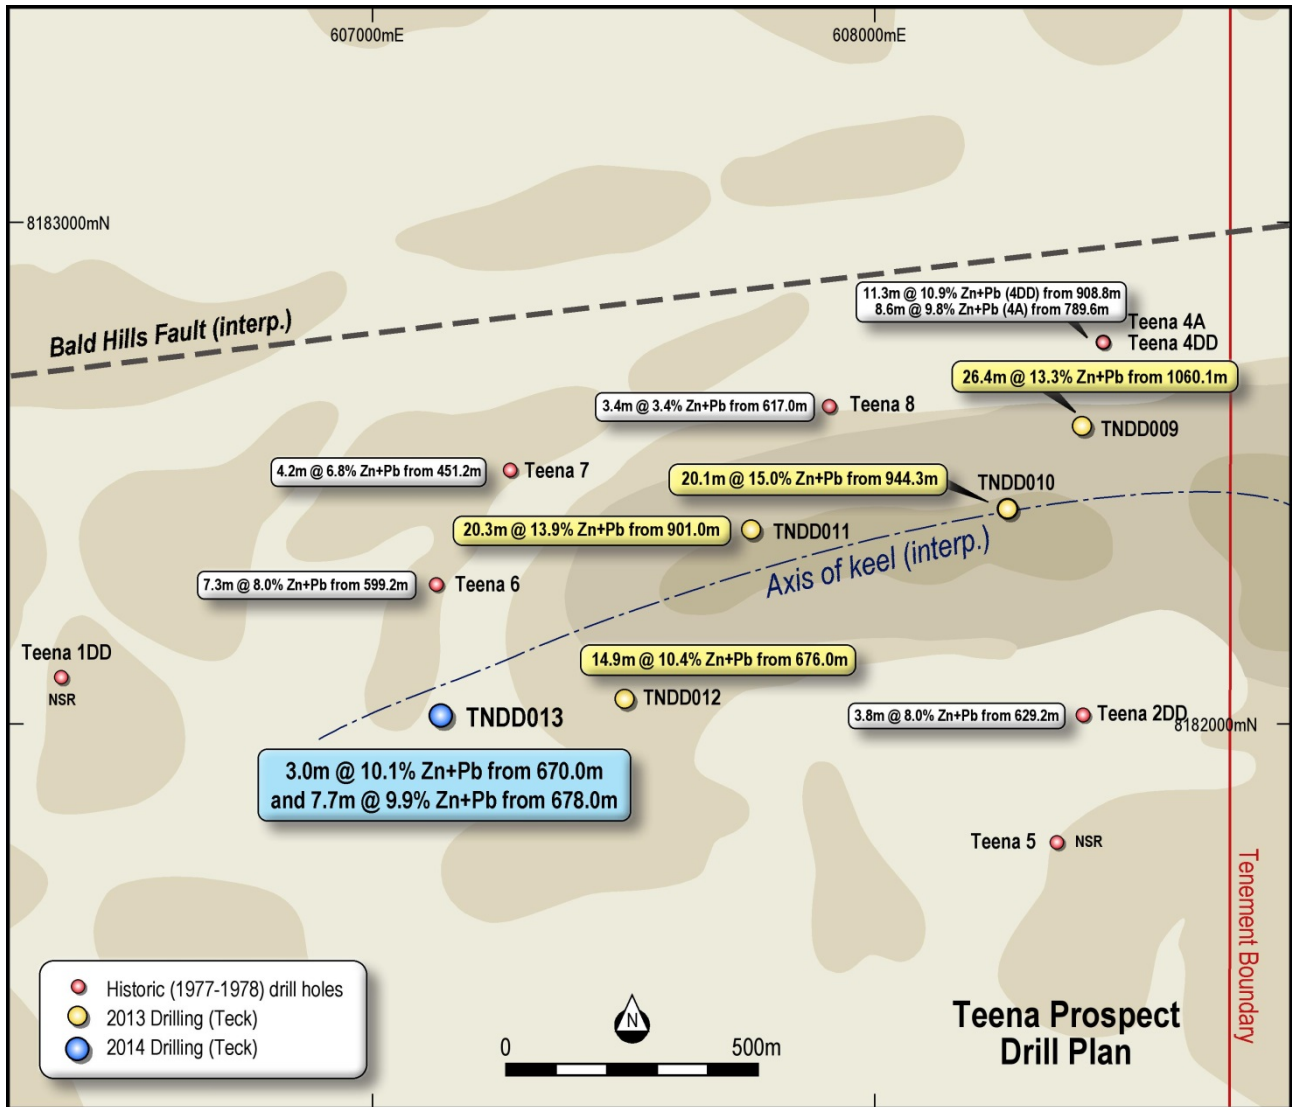 607000mE
608000mE
8183000mN
Bald Hills Fault (interp.)
11.3m @ 10.9% Zn+Pb (4DD) from 908.8m
8.6m @ 9.8% Zn+Pb (4A) from 789.6m
Teena 4A
Teena 4DD
26.4m @ 13.3% Zn+Pb from 1060.1m
TNDD009
3.4m @ 3.4% Zn+Pb from 617.0m
Teena 8
4.2m @ 6.8% Zn+Pb from 451.2m
Teena 7
20.1m @ 15.0% Zn+Pb from 944.3m
TNDD010
20.3m @ 13.9% Zn+Pb from 901.0m
TNDD011
Axis of keel (interp.)
7.3m @ 8.0% Zn+Pb from 599.2m
Teena 6
Teena 1DD
NSR
14.9m @ 10.4% Zn+Pb from 676.0m
TNDD012
TNDD013
3.0m @ 10.1% Zn+Pb from 670.0m
and 7.7m @ 9.9% Zn+Pb from 678.0m
3.8m @ 8.0% Zn+Pb from 629.2m
Teena 2DD
8182000mN
Teena 5
NSR
Tenement Boundary
Historic (1977-1978) drill holes
2013 Drilling (Teck)
2014 Drilling (Teck)
N
0
500m
Teena Prospect
Drill Plan